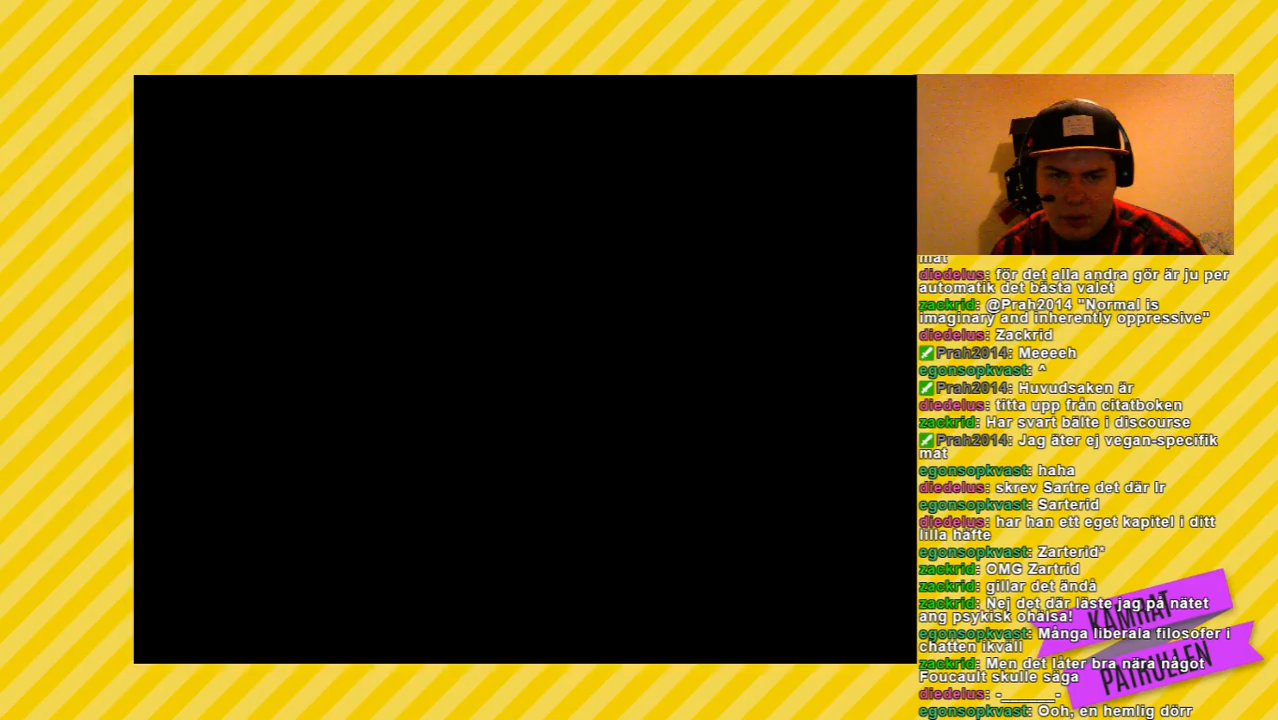 mat
diedelus: för det alla andra gör är ju per
automatik det bästa valet
zackrid: @Prah2014 "Normal is
imaginary and inherently oppressive"
diedelus: Zackrid
Prah2014: Meeeeh
egonsopkvast: ^
Prah2014: Huvudsaken är
diedelus: titta upp från citatboken
zackrid: Har svart bälte i discourse
Prah2014: Jag äter ej vegan-specifik
mat
egonsopkvast: haha
diedelus: skrev Sartre det där lr
egonsopkvast: Sarterid
diedelus: har han ett eget kapitel i ditt
lilla häfte
egonsopkvast: Zarterid*
zackrid: OMG Zartrid
zackrid: gillar det ändå
zackrid: Nej det där läste jag på nätet
ang psykisk ohälsa!
egonsopkvast: Många liberala filosofer i
chatten ikväll
zackrid: Men det låter bra nära något
Foucault skulle säga
diedelus: -______-
egonsopkvast: Ooh, en hemlig dörr
KAMRAT
PATRULLEN